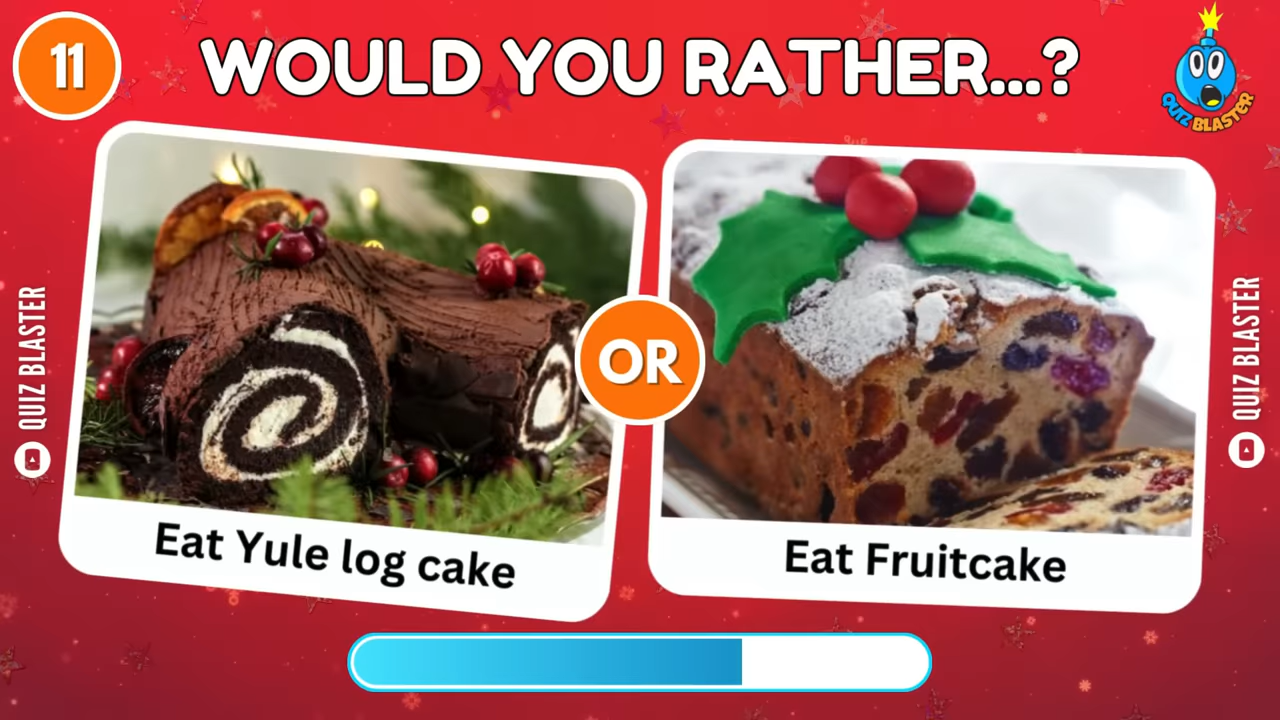 11
WOULD YOU RATHER...?
QUIZ BLASTER
QUIZ BLASTER
OR
QUIZ BLASTER
Eat Yule log cake
Eat Fruitcake